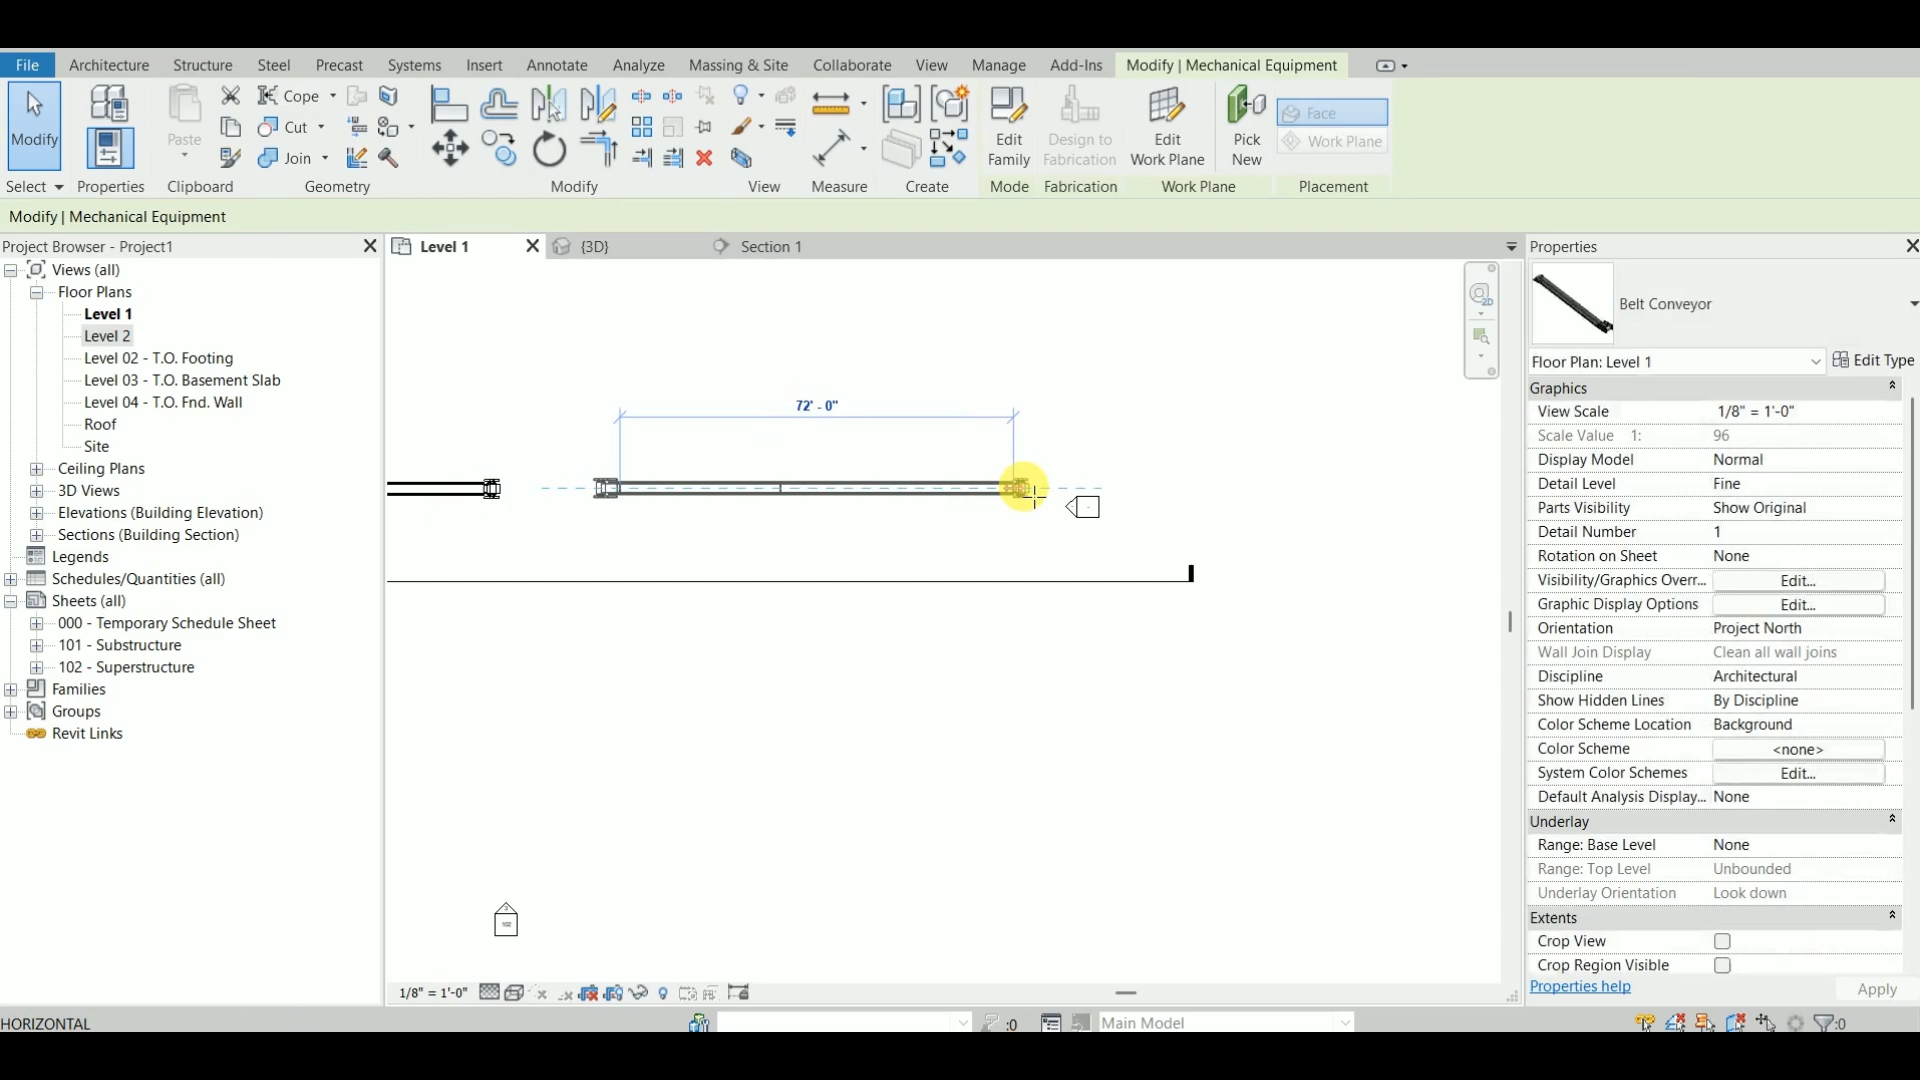 File Architecture Structure Steel Precast Systems Insert Annotate Analyze Massing & Site Collaborate View Manage Add-Ins Modify | Mechanical Equipment
Modify
Paste
Cope
Cut
Join
Edit Family
Design to Fabrication
Edit Work Plane
Pick New
Face
Work Plane
Select Properties Clipboard Geometry Modify View Measure Create Mode Fabrication Work Plane Placement
Modify | Mechanical Equipment
Project Browser - Project1
Views (all)
Floor Plans
Level 1
Level 2
Level 02 - T.O. Footing
Level 03 - T.O. Basement Slab
Level 04 - T.O. Fnd. Wall
Roof
Site
Ceiling Plans
3D Views
Elevations (Building Elevation)
Sections (Building Section)
Legends
Schedules/Quantities (all)
Sheets (all)
000 - Temporary Schedule Sheet
101 - Substructure
102 - Superstructure
Families
Groups
Revit Links
Level 1 {3D} Section 1
2D
72' - 0"
1/8" = 1'-0"
Properties
Belt Conveyor
Floor Plan: Level 1 Edit Type
Graphics
View Scale 1/8" = 1'-0"
Scale Value 1: 96
Display Model Normal
Detail Level Fine
Parts Visibility Show Original
Detail Number 1
Rotation on Sheet None
Visibility/Graphics Overr... Edit...
Graphic Display Options Edit...
Orientation Project North
Wall Join Display Clean all wall joins
Discipline Architectural
Show Hidden Lines By Discipline
Color Scheme Location Background
Color Scheme <none>
System Color Schemes Edit...
Default Analysis Display... None
Underlay
Range: Base Level None
Range: Top Level Unbounded
Underlay Orientation Look down
Extents
Crop View
Crop Region Visible
Properties help Apply
HORIZONTAL :0 Main Model :0